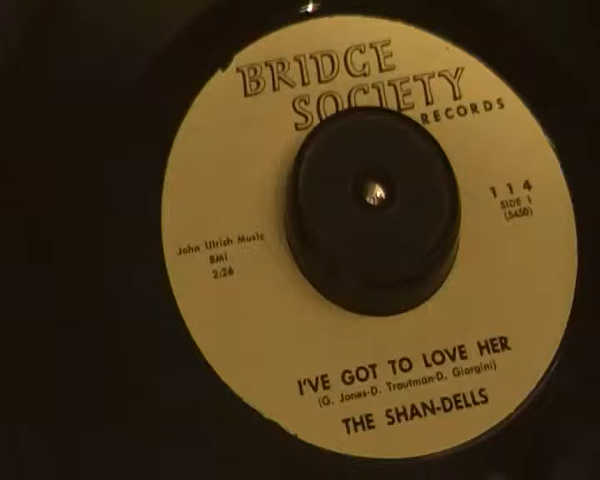 BRIDGE
SOCIETY
RECORDS
114
SIDE 1
(5450)
John Ulrich Music
BMI
2:26
I'VE GOT TO LOVE HER
(G. Jones-D. Troutman-D. Giorgini)
THE SHAN-DELLS